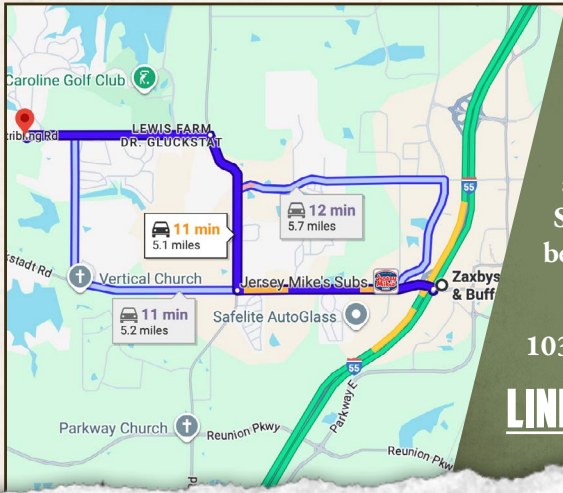 Caroline Golf Club
LEWIS FARM
DR. GLUCKSTAT
55
12 min
5.7 miles
11 min
5.1 miles
Vertical Church
Jersey Mike's Subs
Zaxbys
& Buff
11 min
5.2 miles
Safelite AutoGlass
103
55
Parkway E
Parkway Church
Reunion Pkwy
Reunion Pkw